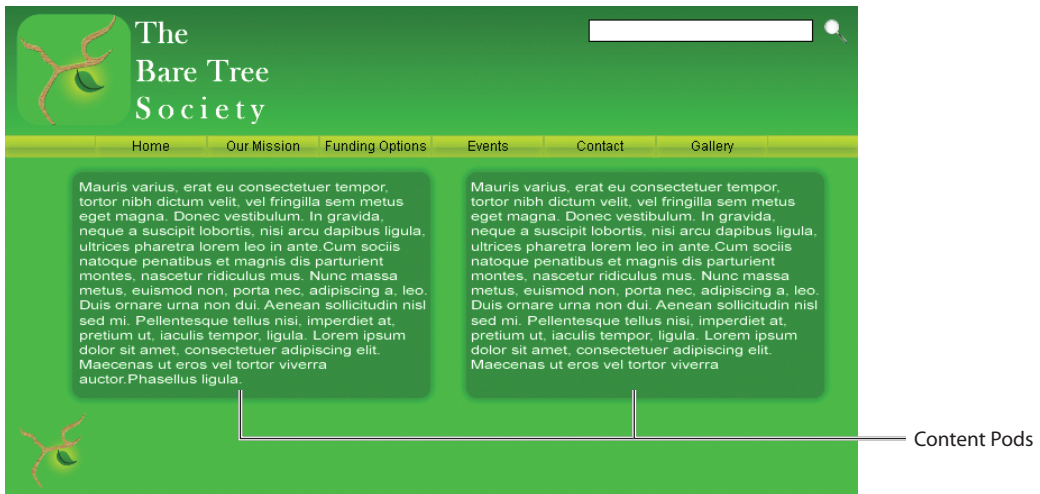 The
Bare Tree
Society
Home Our Mission Funding Options Events Contact Gallery
Mauris varius, erat eu consectetuer tempor,
tortor nibh dictum velit, vel fringilla sem metus
eget magna. Donec vestibulum. In gravida,
neque a suscipit lobortis, nisi arcu dapibus ligula,
ultrices pharetra lorem leo in ante.Cum sociis
natoque penatibus et magnis dis parturient
montes, nascetur ridiculus mus. Nunc massa
metus, euismod non, porta nec, adipiscing a, leo.
Duis ornare urna non dui. Aenean sollicitudin nisl
sed mi. Pellentesque tellus nisi, imperdiet at,
pretium ut, iaculis tempor, ligula. Lorem ipsum
dolor sit amet, consectetuer adipiscing elit.
Maecenas ut eros vel tortor viverra
auctor.Phasellus ligula.
Mauris varius, erat eu consectetuer tempor,
tortor nibh dictum velit, vel fringilla sem metus
eget magna. Donec vestibulum. In gravida,
neque a suscipit lobortis, nisi arcu dapibus ligula,
ultrices pharetra lorem leo in ante.Cum sociis
natoque penatibus et magnis dis parturient
montes, nascetur ridiculus mus. Nunc massa
metus, euismod non, porta nec, adipiscing a, leo.
Duis ornare urna non dui. Aenean sollicitudin nisl
sed mi. Pellentesque tellus nisi, imperdiet at,
pretium ut, iaculis tempor, ligula. Lorem ipsum
dolor sit amet, consectetuer adipiscing elit.
Maecenas ut eros vel tortor viverra
Content Pods